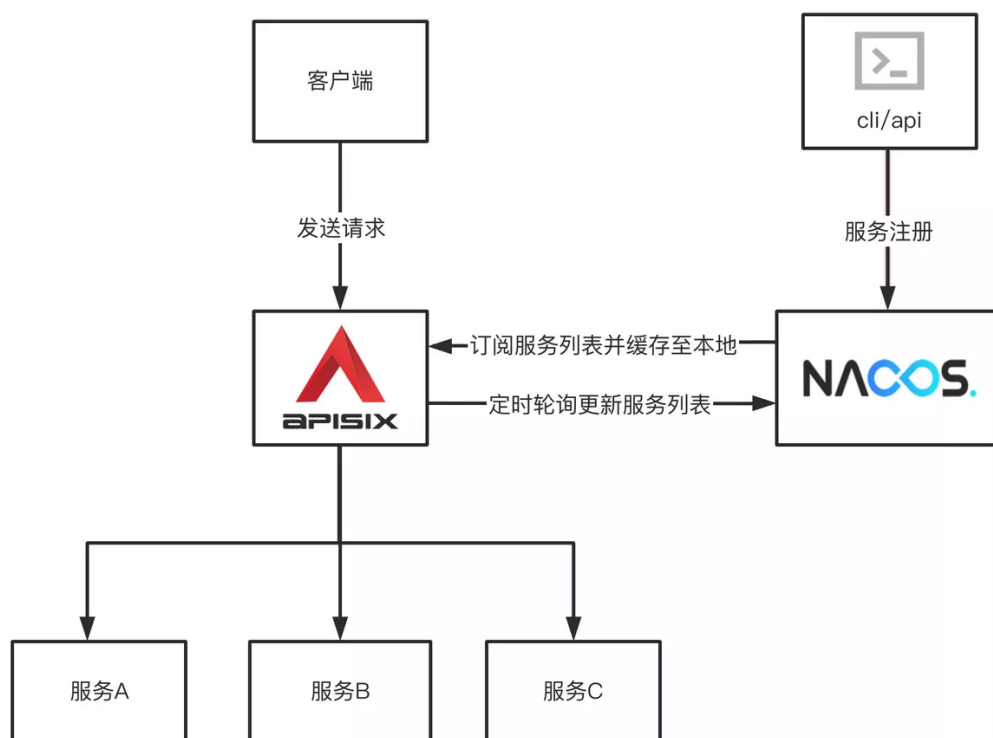 客户端
cli/api
发送请求
服务注册
订阅服务列表并缓存至本地
APISIX
NACOS.
定时轮询更新服务列表
服务A
服务B
服务C